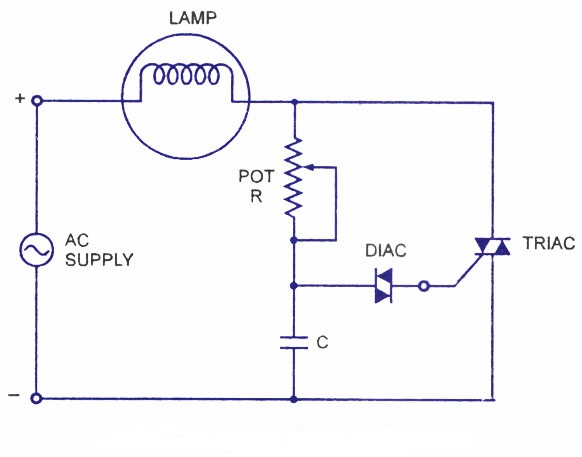 LAMP
+
POT
R
AC
SUPPLY
DIAC
TRIAC
C
−